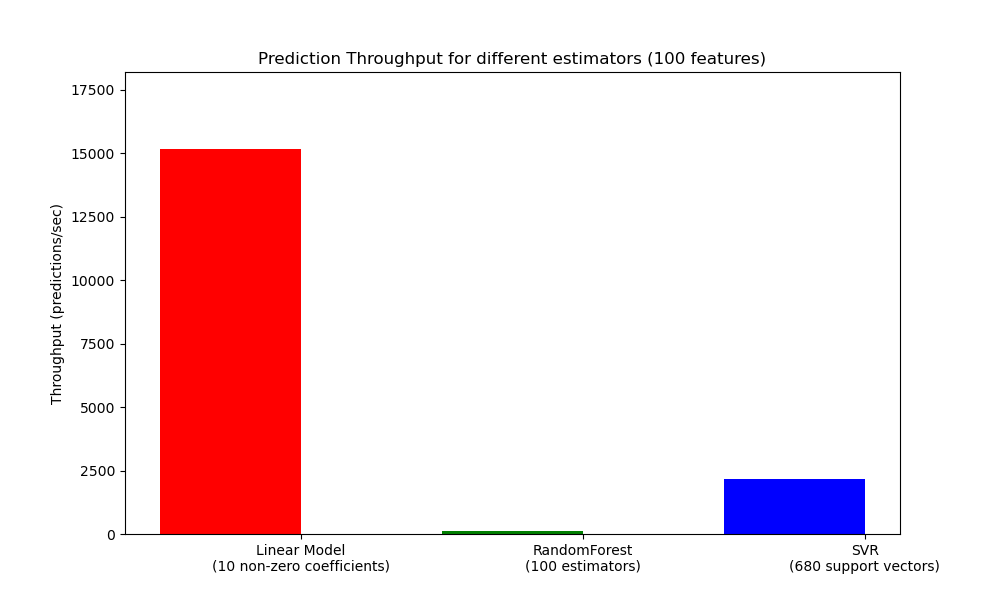 Prediction Throughput for different estimators (100 features)
Throughput (predictions/sec)
17500
15000
12500
10000
7500
5000
2500
0
Linear Model
(10 non-zero coefficients)
RandomForest
(100 estimators)
SVR
(680 support vectors)